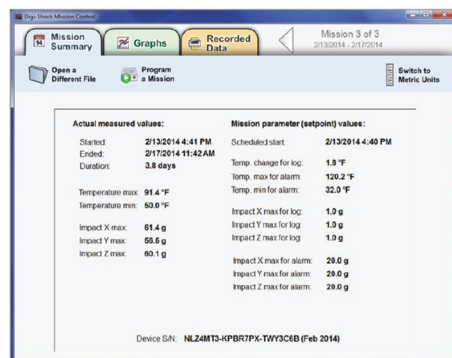 Digi-Shock Mission Control
Mission Summary
Graphs
Recorded Data
Mission 3 of 3
2/13/2014 - 2/17/2014
Open a Different File
Program a Mission
Switch to Metric Units
Actual measured values:
Started: 2/13/2014 4:41 PM
Ended: 2/17/2014 11:42 AM
Duration: 3.8 days
Temperature max: 91.4 °F
Temperature min: 50.0 °F
Impact X max: 61.4 g
Impact Y max: 56.5 g
Impact Z max: 60.1 g
Mission parameter (setpoint) values:
Scheduled start: 2/13/2014 4:40 PM
Temp. change for log: 1.8 °F
Temp. max for alarm: 120.2 °F
Temp. min for alarm: 32.0 °F
Impact X max for log: 1.0 g
Impact Y max for log: 1.0 g
Impact Z max for log: 1.0 g
Impact X max for alarm: 20.0 g
Impact Y max for alarm: 20.0 g
Impact Z max for alarm: 20.0 g
Device S/N: NLZ4MT3-KPBR7PX-TWY3C6B (Feb 2014)